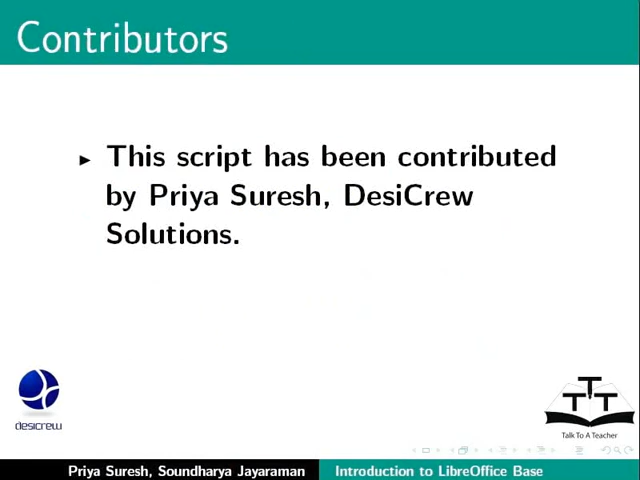 Contributors
This script has been contributed
by Priya Suresh, DesiCrew
Solutions.
desicrew
TTT
Talk To A Teacher
Priya Suresh, Soundharya Jayaraman
Introduction to LibreOffice Base